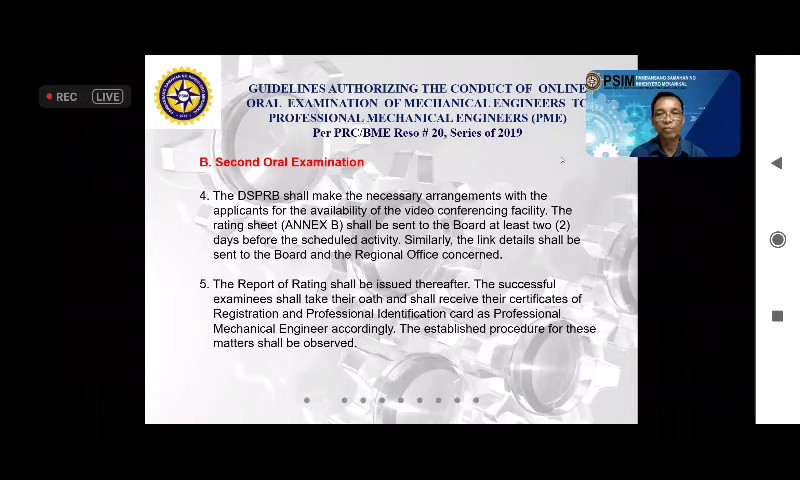 REC LIVE
GUIDELINES AUTHORIZING THE CONDUCT OF ONLINE
ORAL EXAMINATION OF MECHANICAL ENGINEERS TO
PROFESSIONAL MECHANICAL ENGINEERS (PME)
Per PRC/BME Reso # 20, Series of 2019
PSIM PAMBANSANG SAMAHAN NG
INHENYERO MEKANIKAL
B. Second Oral Examination
4. The DSPRB shall make the necessary arrangements with the
applicants for the availability of the video conferencing facility. The
rating sheet (ANNEX B) shall be sent to the Board at least two (2)
days before the scheduled activity. Similarly, the link details shall be
sent to the Board and the Regional Office concerned.
5. The Report of Rating shall be issued thereafter. The successful
examinees shall take their oath and shall receive their certificates of
Registration and Professional Identification card as Professional
Mechanical Engineer accordingly. The established procedure for these
matters shall be observed.